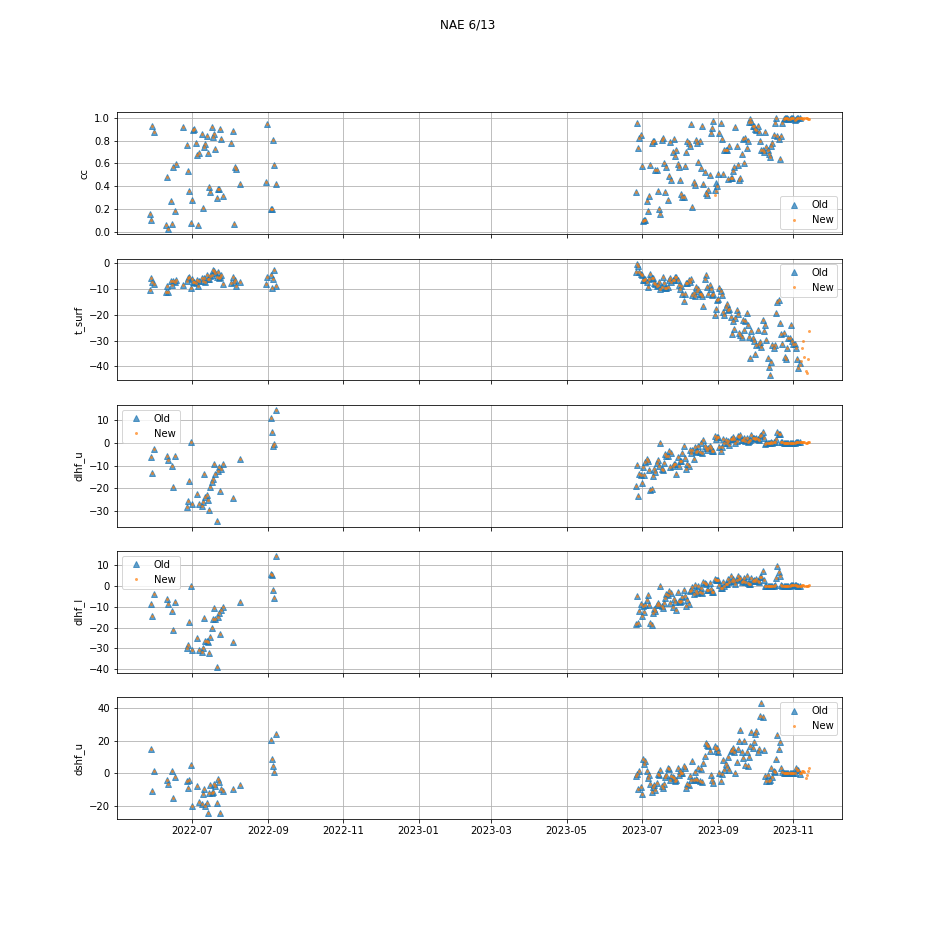 NAE 6/13
1.0
0.8
0.6
0.4
0.2
0.0
cc
Old
New
0
−10
−20
−30
−40
t_surf
Old
New
10
0
−10
−20
−30
dlhf_u
Old
New
10
0
−10
−20
−30
−40
dlhf_l
Old
New
40
20
0
−20
dshf_u
Old
New
2022-07
2022-09
2022-11
2023-01
2023-03
2023-05
2023-07
2023-09
2023-11